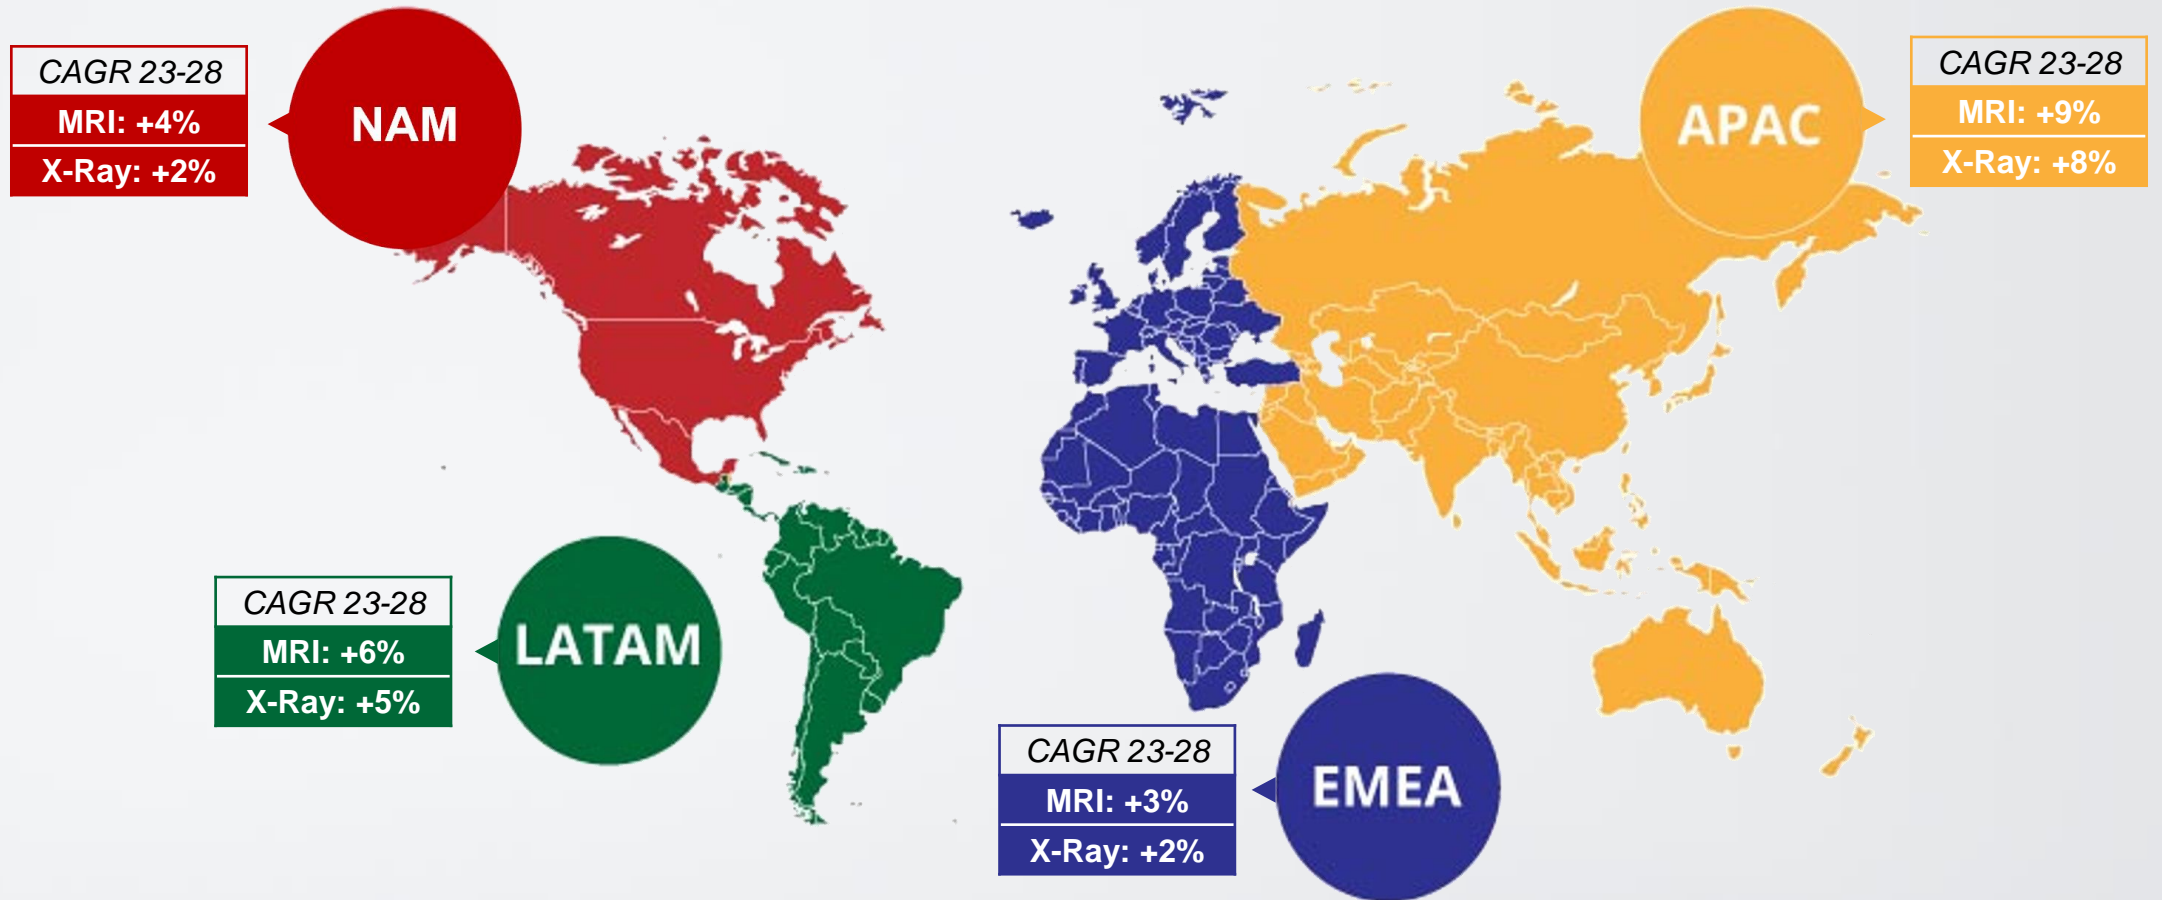 CAGR 23-28
MRI: +4%
X-Ray: +2%
NAM
APAC
CAGR 23-28
MRI: +9%
X-Ray: +8%
CAGR 23-28
MRI: +6%
X-Ray: +5%
LATAM
CAGR 23-28
MRI: +3%
X-Ray: +2%
EMEA